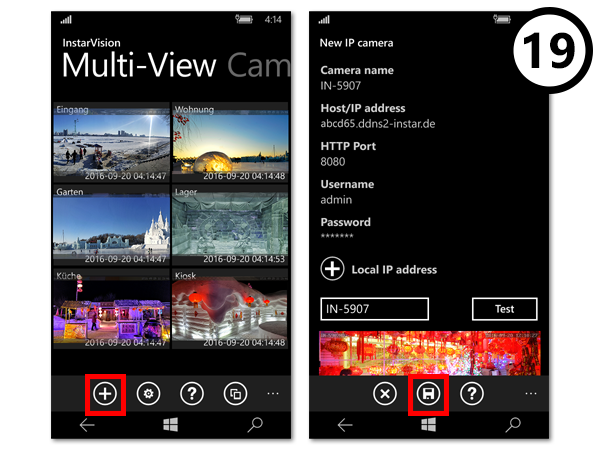 19
4:14
InstarVision
Multi-View Cam
Eingang
2016-09-20 04:14:47
Wohnung
2016-09-20 04:14:48
Garten
2016-09-20 04:14:47
Lager
2016-09-20 04:14:53
Küche
2016-09-20 04:14:47
Kiosk
2016-09-20 04:14:48
New IP camera
Camera name
IN-5907
Host/IP address
abcd65.ddns2-instar.de
HTTP Port
8080
Username
admin
Password
*******
Local IP address
IN-5907
Test